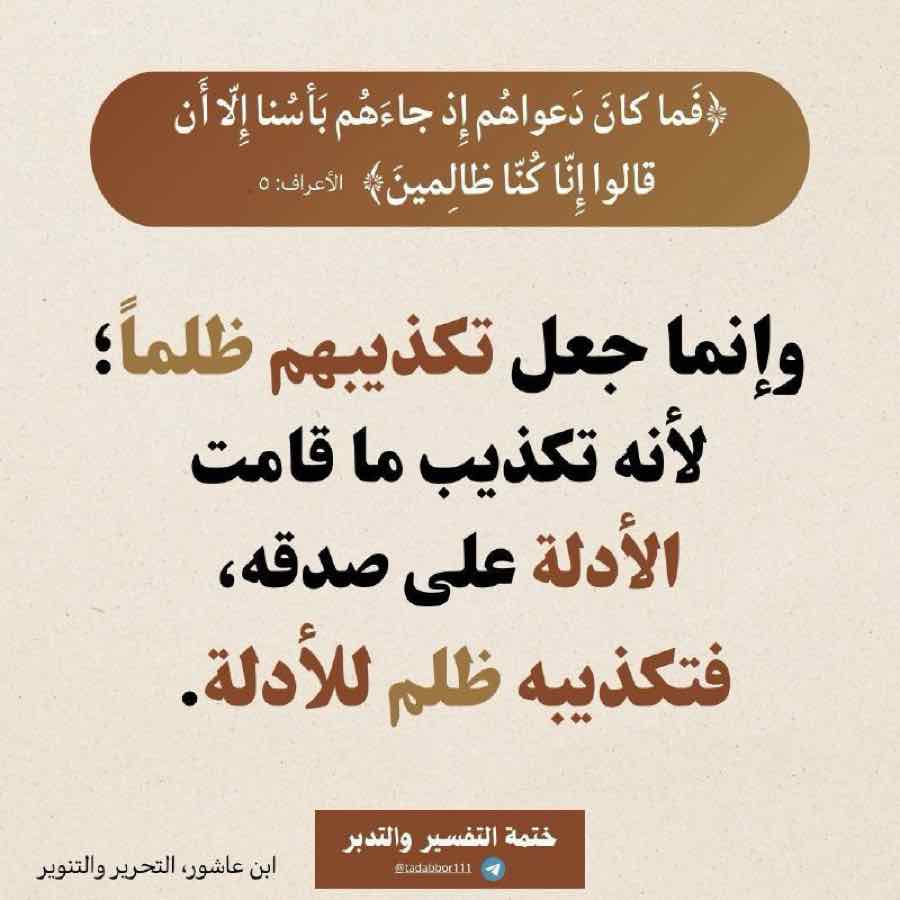 ﴿فَما كانَ دَعواهُم إِذ جاءَهُم بَأسُنا إِلّا أَن
قالوا إِنّا كُنّا ظالِمينَ﴾ الأعراف: ٥
وإنما جعل تكذيبهم ظلماً؛
لأنه تكذيب ما قامت
الأدلة على صدقه،
فتكذيبه ظلم للأدلة.
ختمة التفسير والتدبر
@tadabbor111
ابن عاشور، التحرير والتنوير